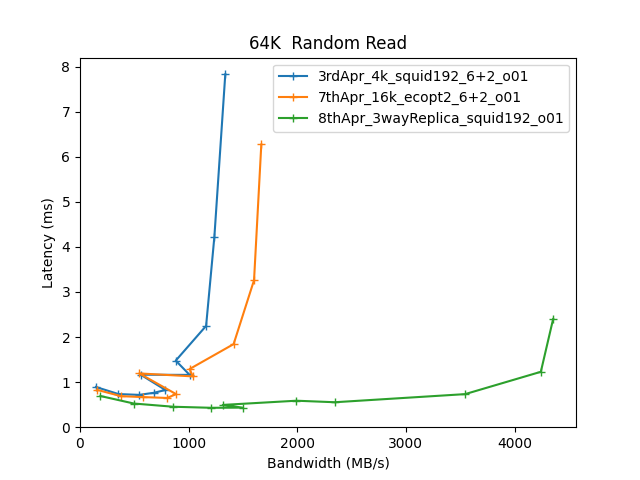 64K  Random Read
3rdApr_4k_squid192_6+2_o01
7thApr_16k_ecopt2_6+2_o01
8thApr_3wayReplica_squid192_o01
Latency (ms)
8
7
6
5
4
3
2
1
0
0 1000 2000 3000 4000
Bandwidth (MB/s)